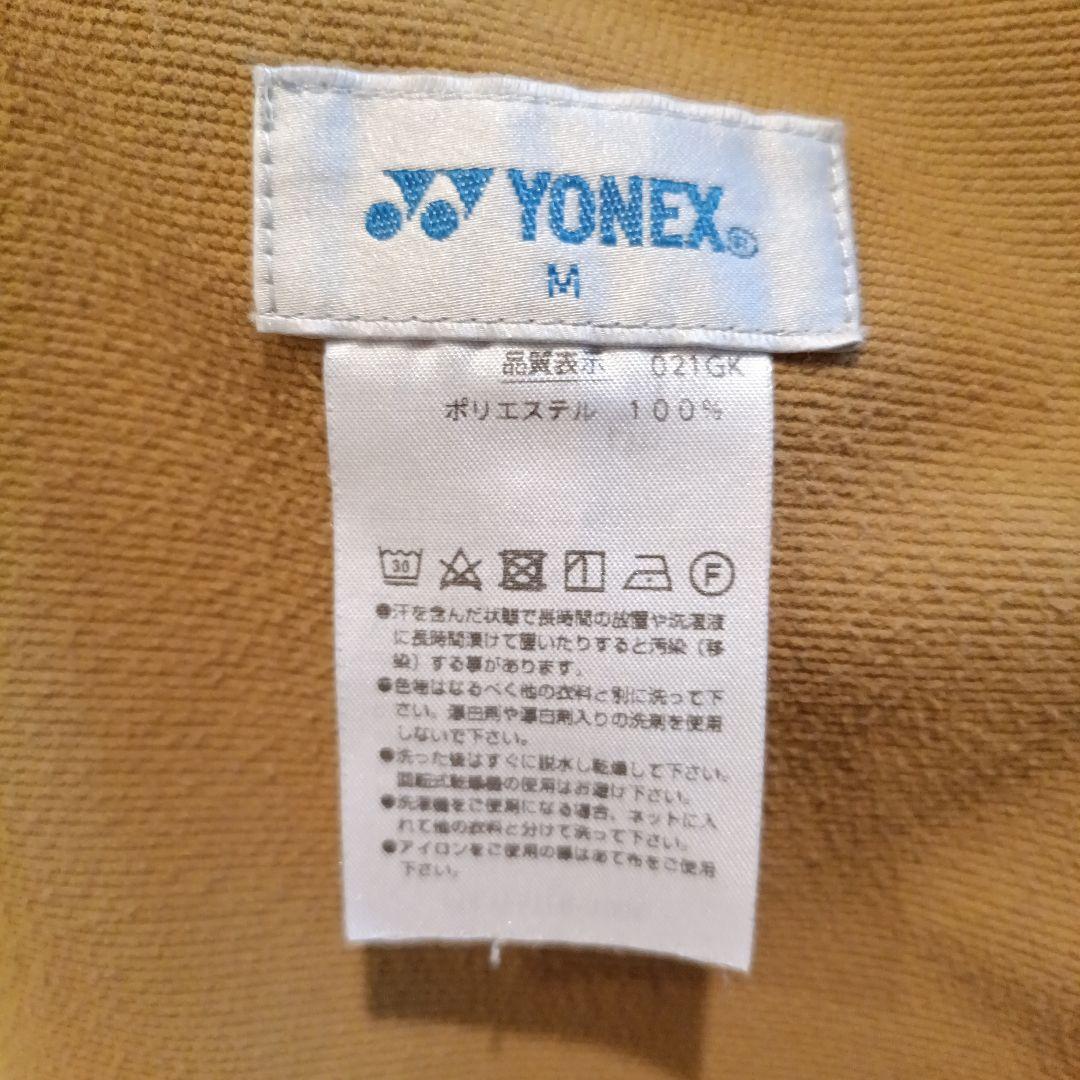 YONEX®
M
品質表示 021GK
ポリエステル 100%
30
F
●汗を含んだ状態で長時間の放置や洗濯液
に長時間漬けて置いたりすると汚染（移
染）する事があります。
●色物はなるべく他の衣料と別に洗って下
さい。漂白剤や漂白剤入りの洗剤を使用
しないで下さい。
●洗った後はすぐに脱水し乾燥して下さい。
回転式乾燥機の使用はお避け下さい。
●洗濯機をご使用になる場合、ネットに入
れて他の衣料と分けて洗って下さい。
●アイロンをご使用の際はあて布をご使用
下さい。